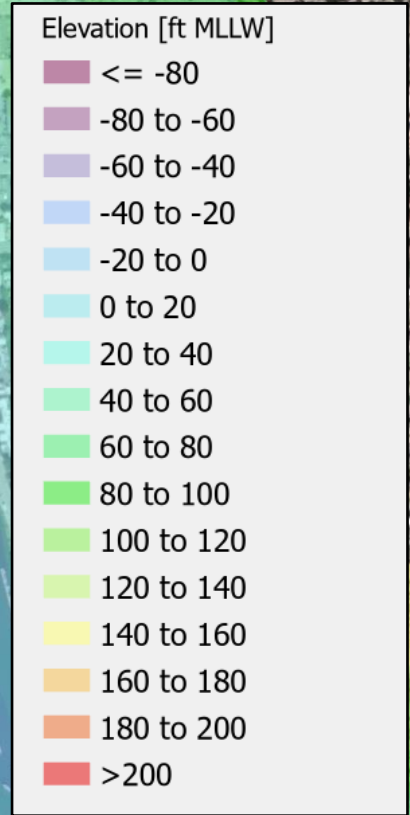 Elevation [ft MLLW]
<= -80
-80 to -60
-60 to -40
-40 to -20
-20 to 0
0 to 20
20 to 40
40 to 60
60 to 80
80 to 100
100 to 120
120 to 140
140 to 160
160 to 180
180 to 200
>200